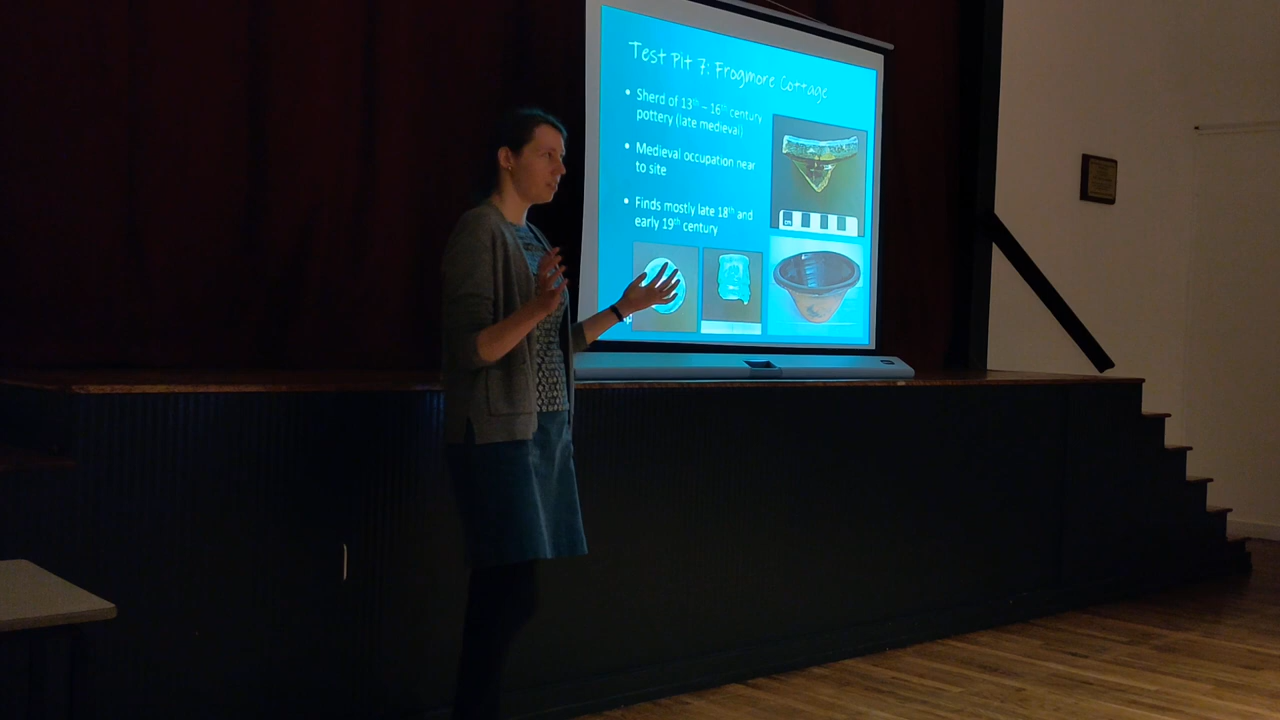 Test Pit 7: Frogmore Cottage
• Sherd of 13th – 16th century
pottery (late medieval)
• Medieval occupation near
to site
• Finds mostly late 18th and
early 19th century
cm